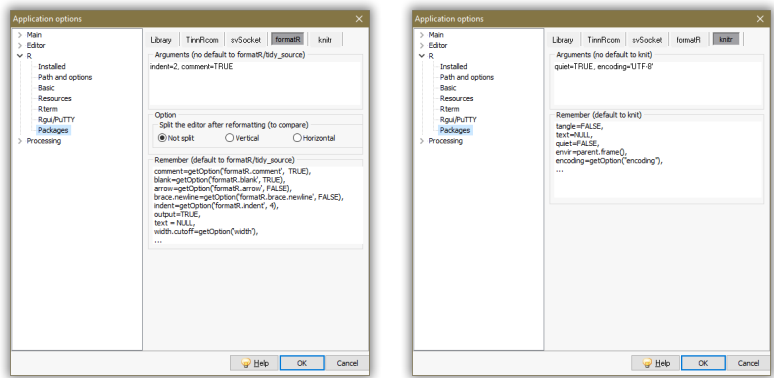 Application options
Main
Editor
R
Installed
Path and options
Basic
Resources
Rterm
Rgui/PuTTY
Packages
Processing
Library TinnRcom svSocket formatR knitr
Arguments (no default to formatR/tidy_source)
indent=2, comment=TRUE
Option
Split the editor after reformatting (to compare)
Not split Vertical Horizontal
Remember (default to formatR/tidy_source)
comment=getOption('formatR.comment', TRUE),
blank=getOption('formatR.blank', TRUE),
arrow=getOption('formatR.arrow', FALSE),
brace.newline=getOption('formatR.brace.newline', FALSE),
indent=getOption('formatR.indent', 4),
output=TRUE,
text = NULL,
width.cutoff=getOption('width'),
...
Help OK Cancel
Application options
Main
Editor
R
Installed
Path and options
Basic
Resources
Rterm
Rgui/PuTTY
Packages
Processing
Library TinnRcom svSocket formatR knitr
Arguments (no default to knit)
quiet=TRUE, encoding='UTF-8'
Remember (default to knit)
tangle=FALSE,
text=NULL,
quiet=FALSE,
envir=parent.frame(),
encoding=getOption("encoding"),
...
Help OK Cancel